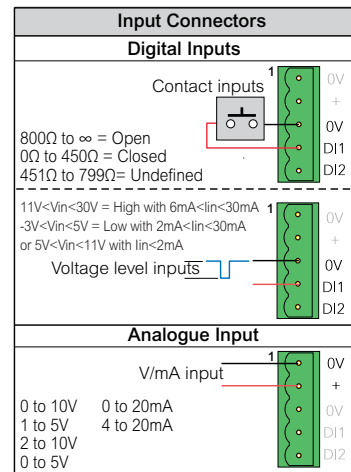 Input Connectors
Digital Inputs
Contact inputs
1
0V
+
0V
DI1
DI2
800Ω to ∞ = Open
0Ω to 450Ω = Closed
451Ω to 799Ω= Undefined
11V<Vin<30V = High with 6mA<Iin<30mA
-3V<Vin<5V = Low with 2mA<Iin<30mA
or 5V<Vin<11V with Iin<2mA
Voltage level inputs
1
0V
+
0V
DI1
DI2
Analogue Input
V/mA input
1
0V
+
0V
DI1
DI2
0 to 10V 0 to 20mA
1 to 5V 4 to 20mA
2 to 10V
0 to 5V